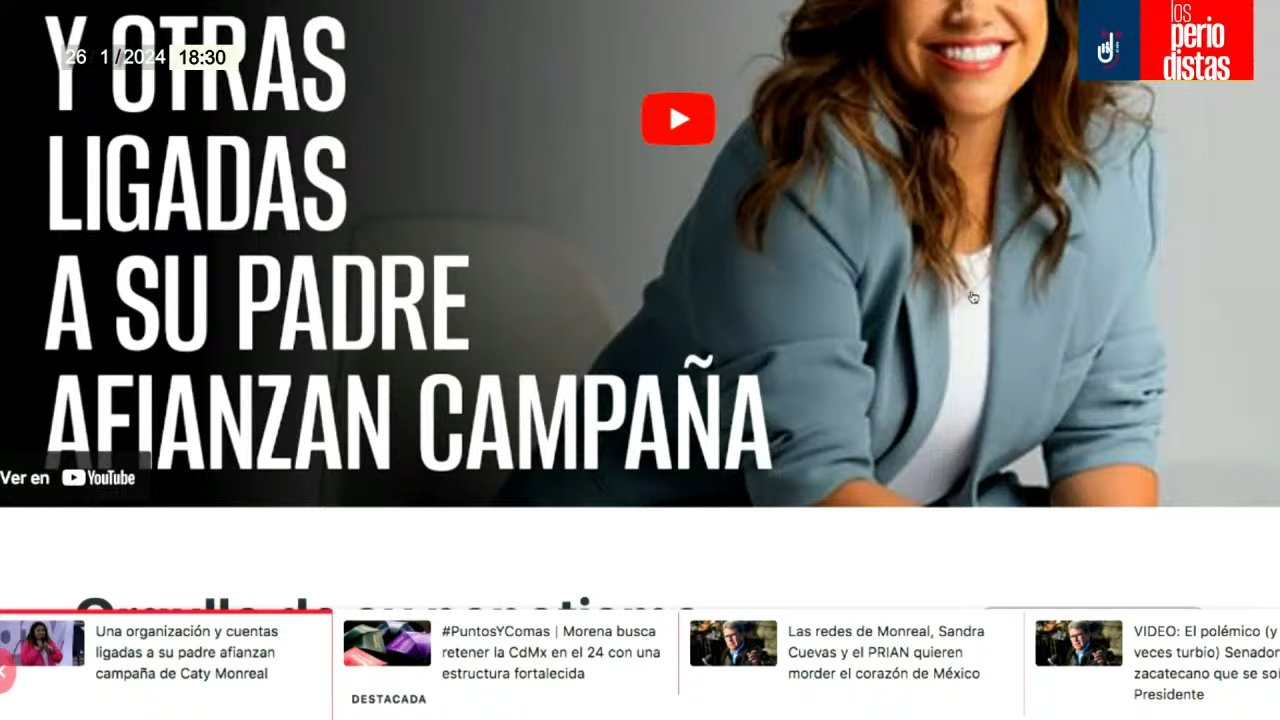 26 / 1 /2024 18:30
los
perio
distas
Y OTRAS
LIGADAS
A SU PADRE
AFIANZAN CAMPAÑA
Ver en YouTube
Una organización y cuentas
ligadas a su padre afianzan
campaña de Caty Monreal
#PuntosYComas | Morena busca
retener la CdMx en el 24 con una
estructura fortalecida
DESTACADA
Las redes de Monreal, Sandra
Cuevas y el PRIAN quieren
morder el corazón de México
VIDEO: El polémico (y
veces turbio) Senador
zacatecano que se so
Presidente